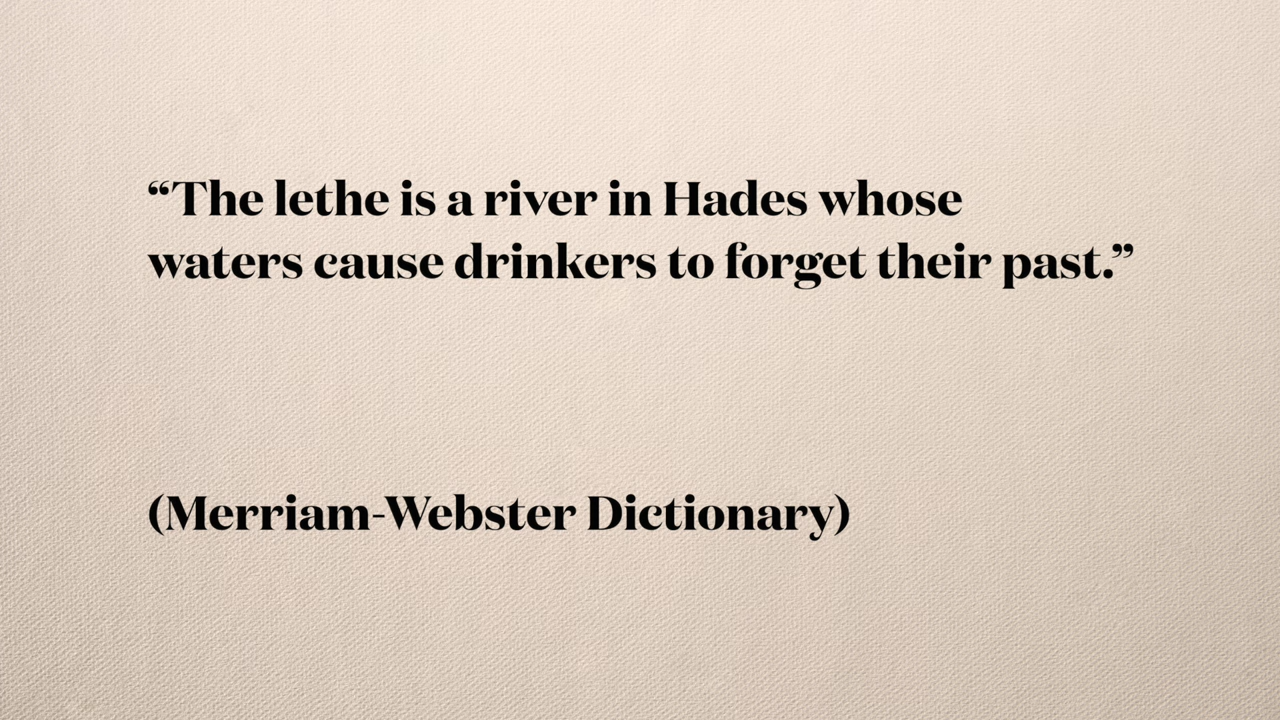 “The lethe is a river in Hades whose
waters cause drinkers to forget their past.”
(Merriam-Webster Dictionary)